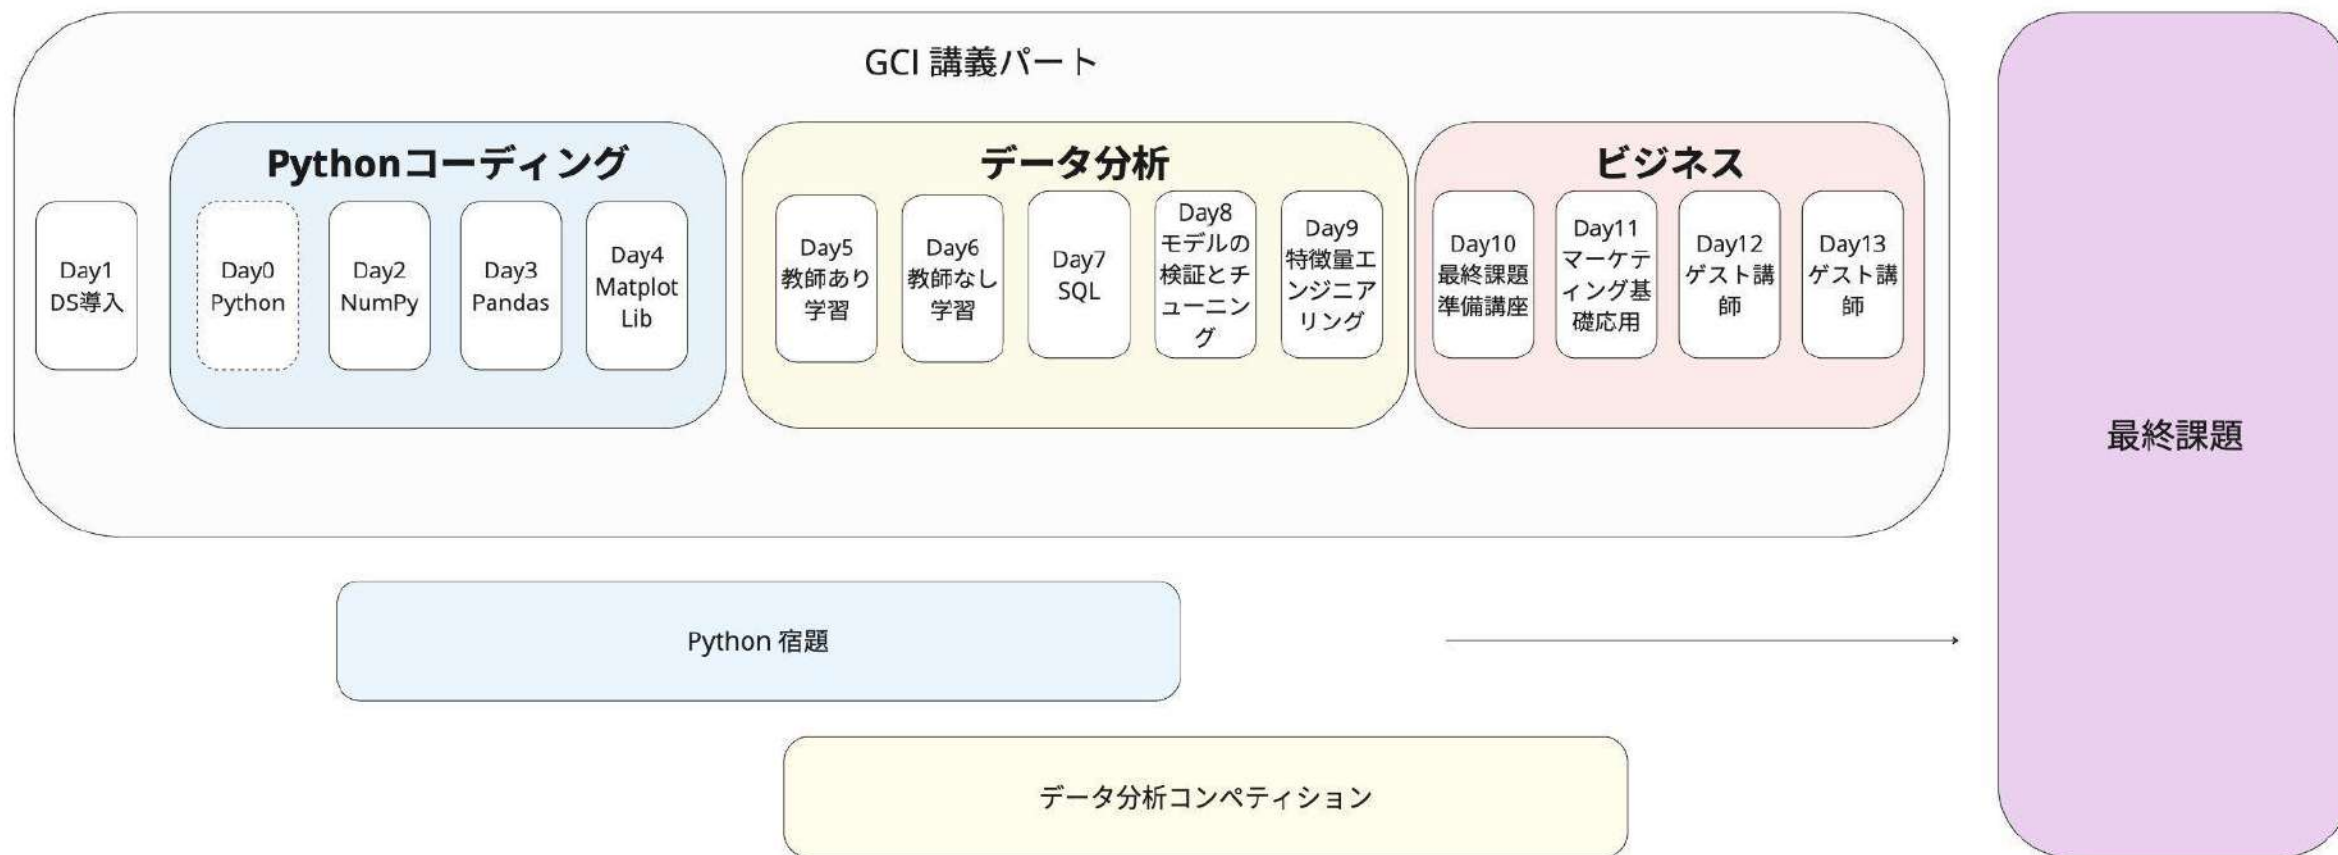 GCI 講義パート
Pythonコーディング
データ分析
ビジネス
Day1
DS導入
Day0
Python
Day2
NumPy
Day3
Pandas
Day4
Matplot
Lib
Day5
教師あり
学習
Day6
教師なし
学習
Day7
SQL
Day8
モデルの
検証とチ
ューニン
グ
Day9
特徴量エ
ンジニア
リング
Day10
最終課題
準備講座
Day11
マーケテ
ィング基
礎応用
Day12
ゲスト講
師
Day13
ゲスト講
師
最終課題
Python 宿題
データ分析コンペティション